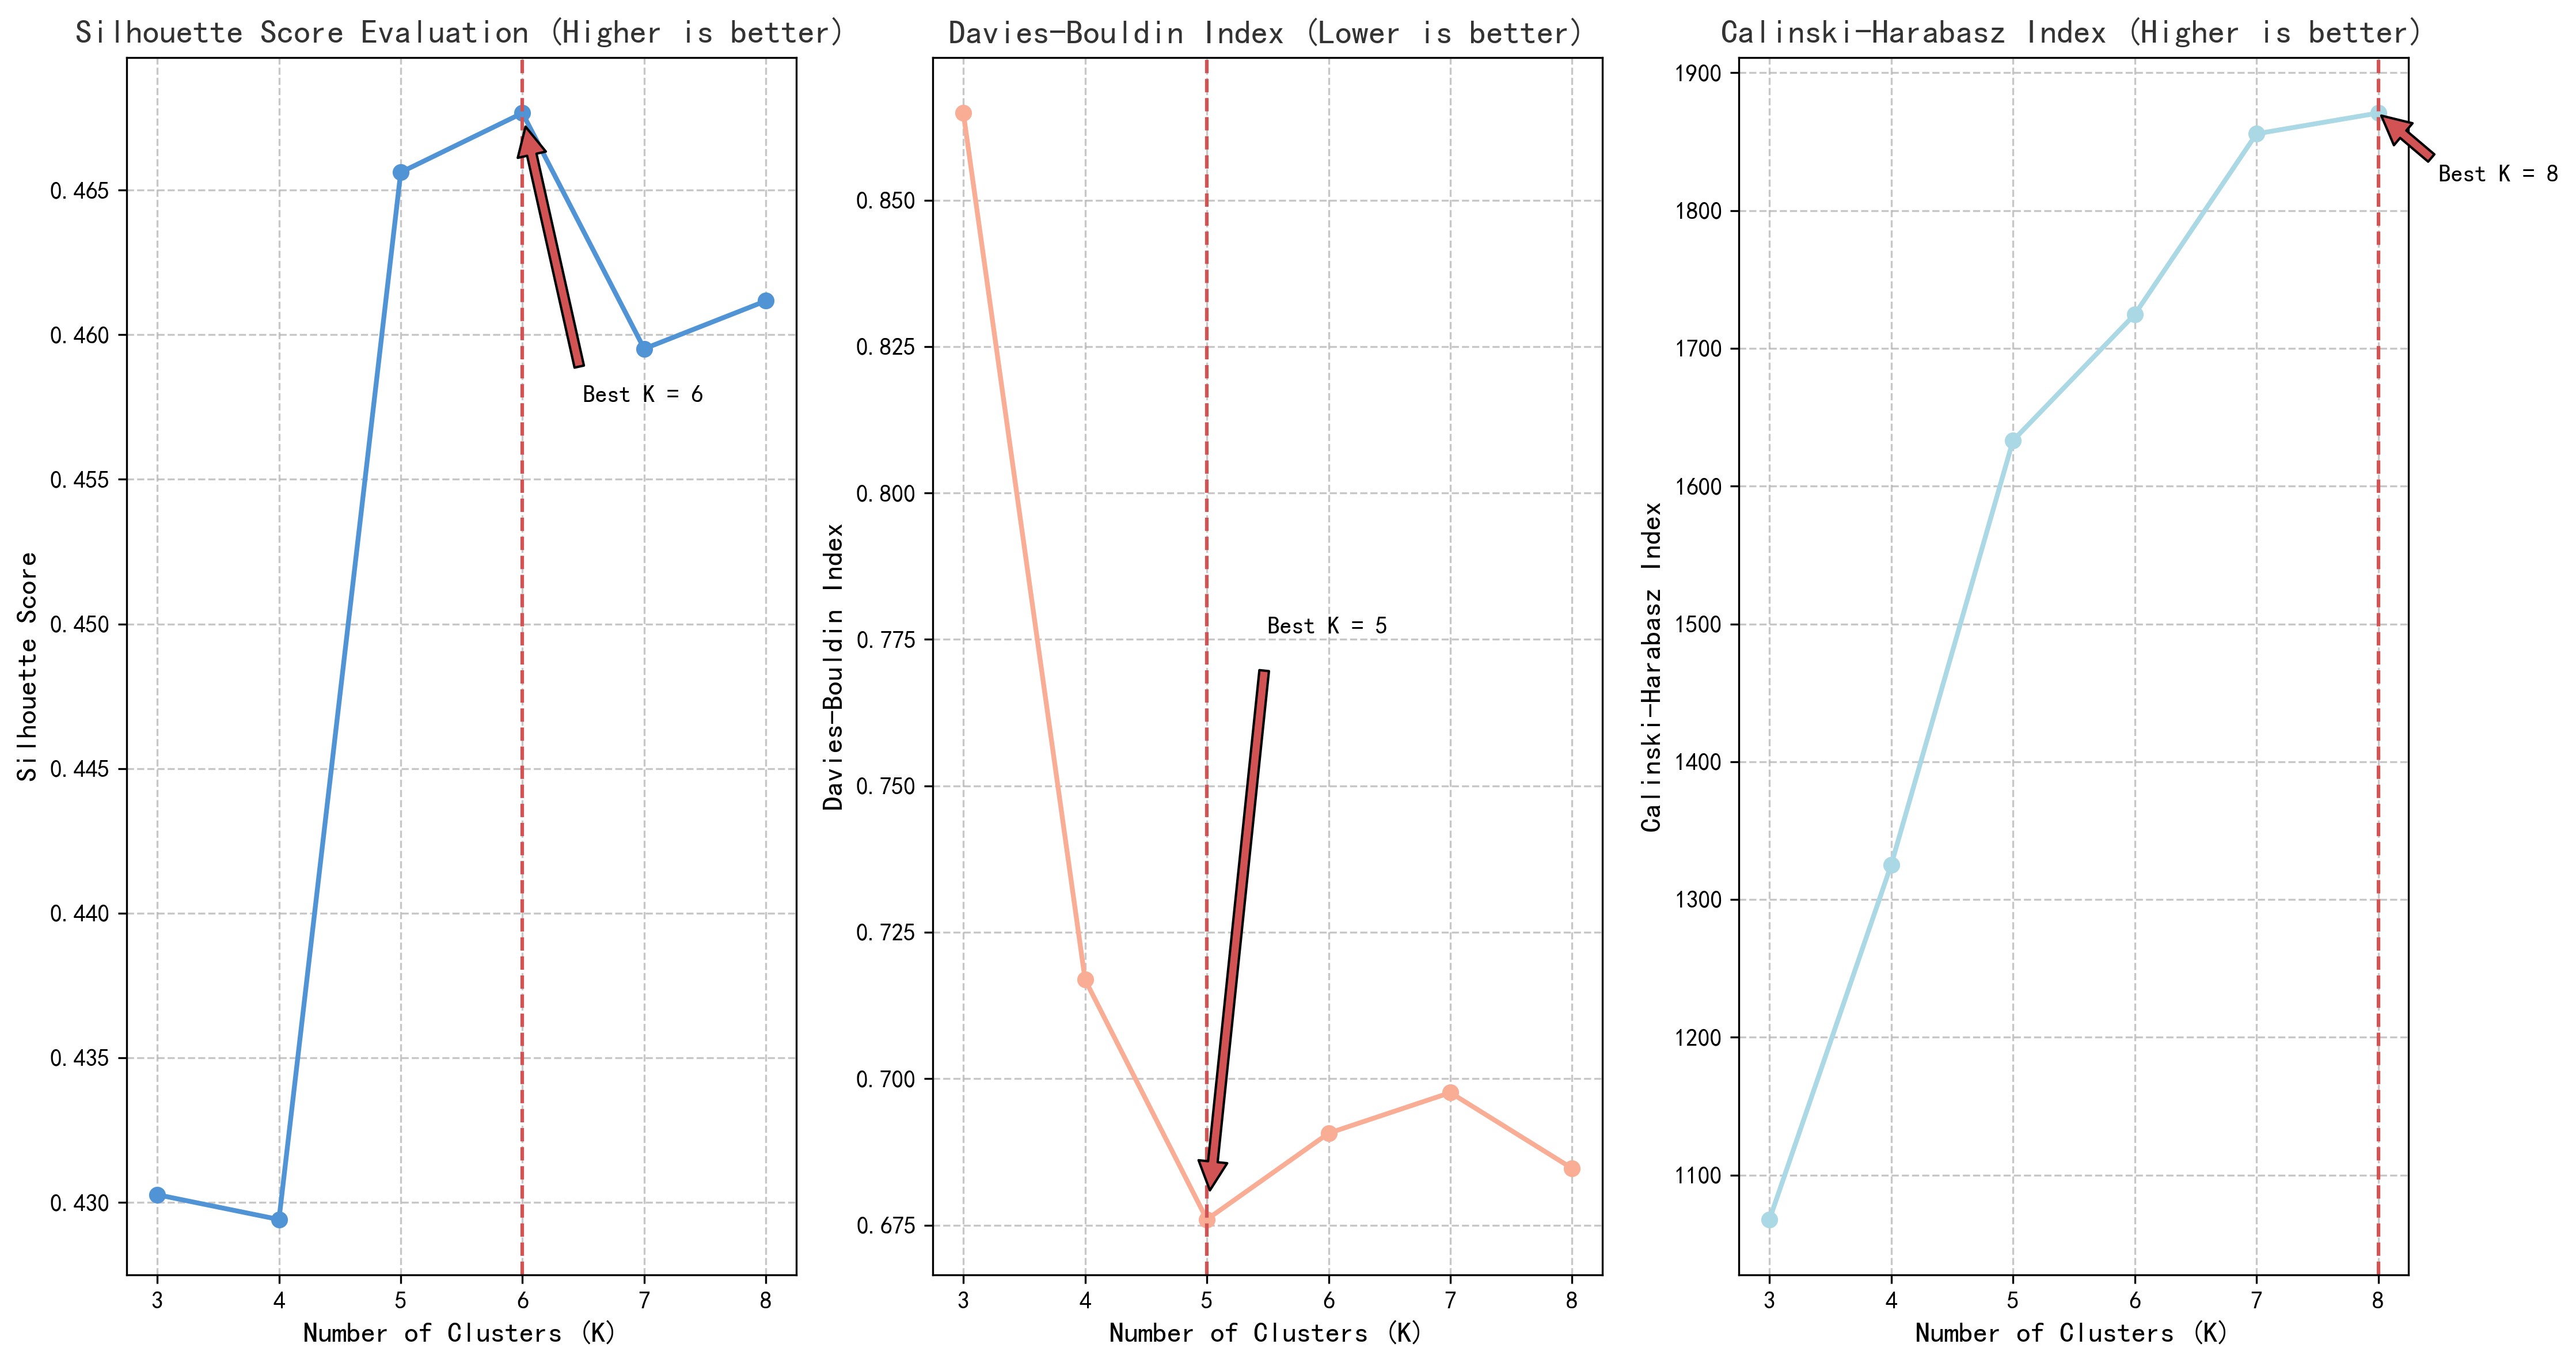 Silhouette Score Evaluation (Higher is better)
Silhouette Score
0.465
0.460
0.455
0.450
0.445
0.440
0.435
0.430
Best K = 6
3 4 5 6 7 8
Number of Clusters (K)
Davies-Bouldin Index (Lower is better)
Davies-Bouldin Index
0.850
0.825
0.800
0.775
0.750
0.725
0.700
0.675
Best K = 5
3 4 5 6 7 8
Number of Clusters (K)
Calinski-Harabasz Index (Higher is better)
Calinski-Harabasz Index
1900
1800
1700
1600
1500
1400
1300
1200
1100
Best K = 8
3 4 5 6 7 8
Number of Clusters (K)